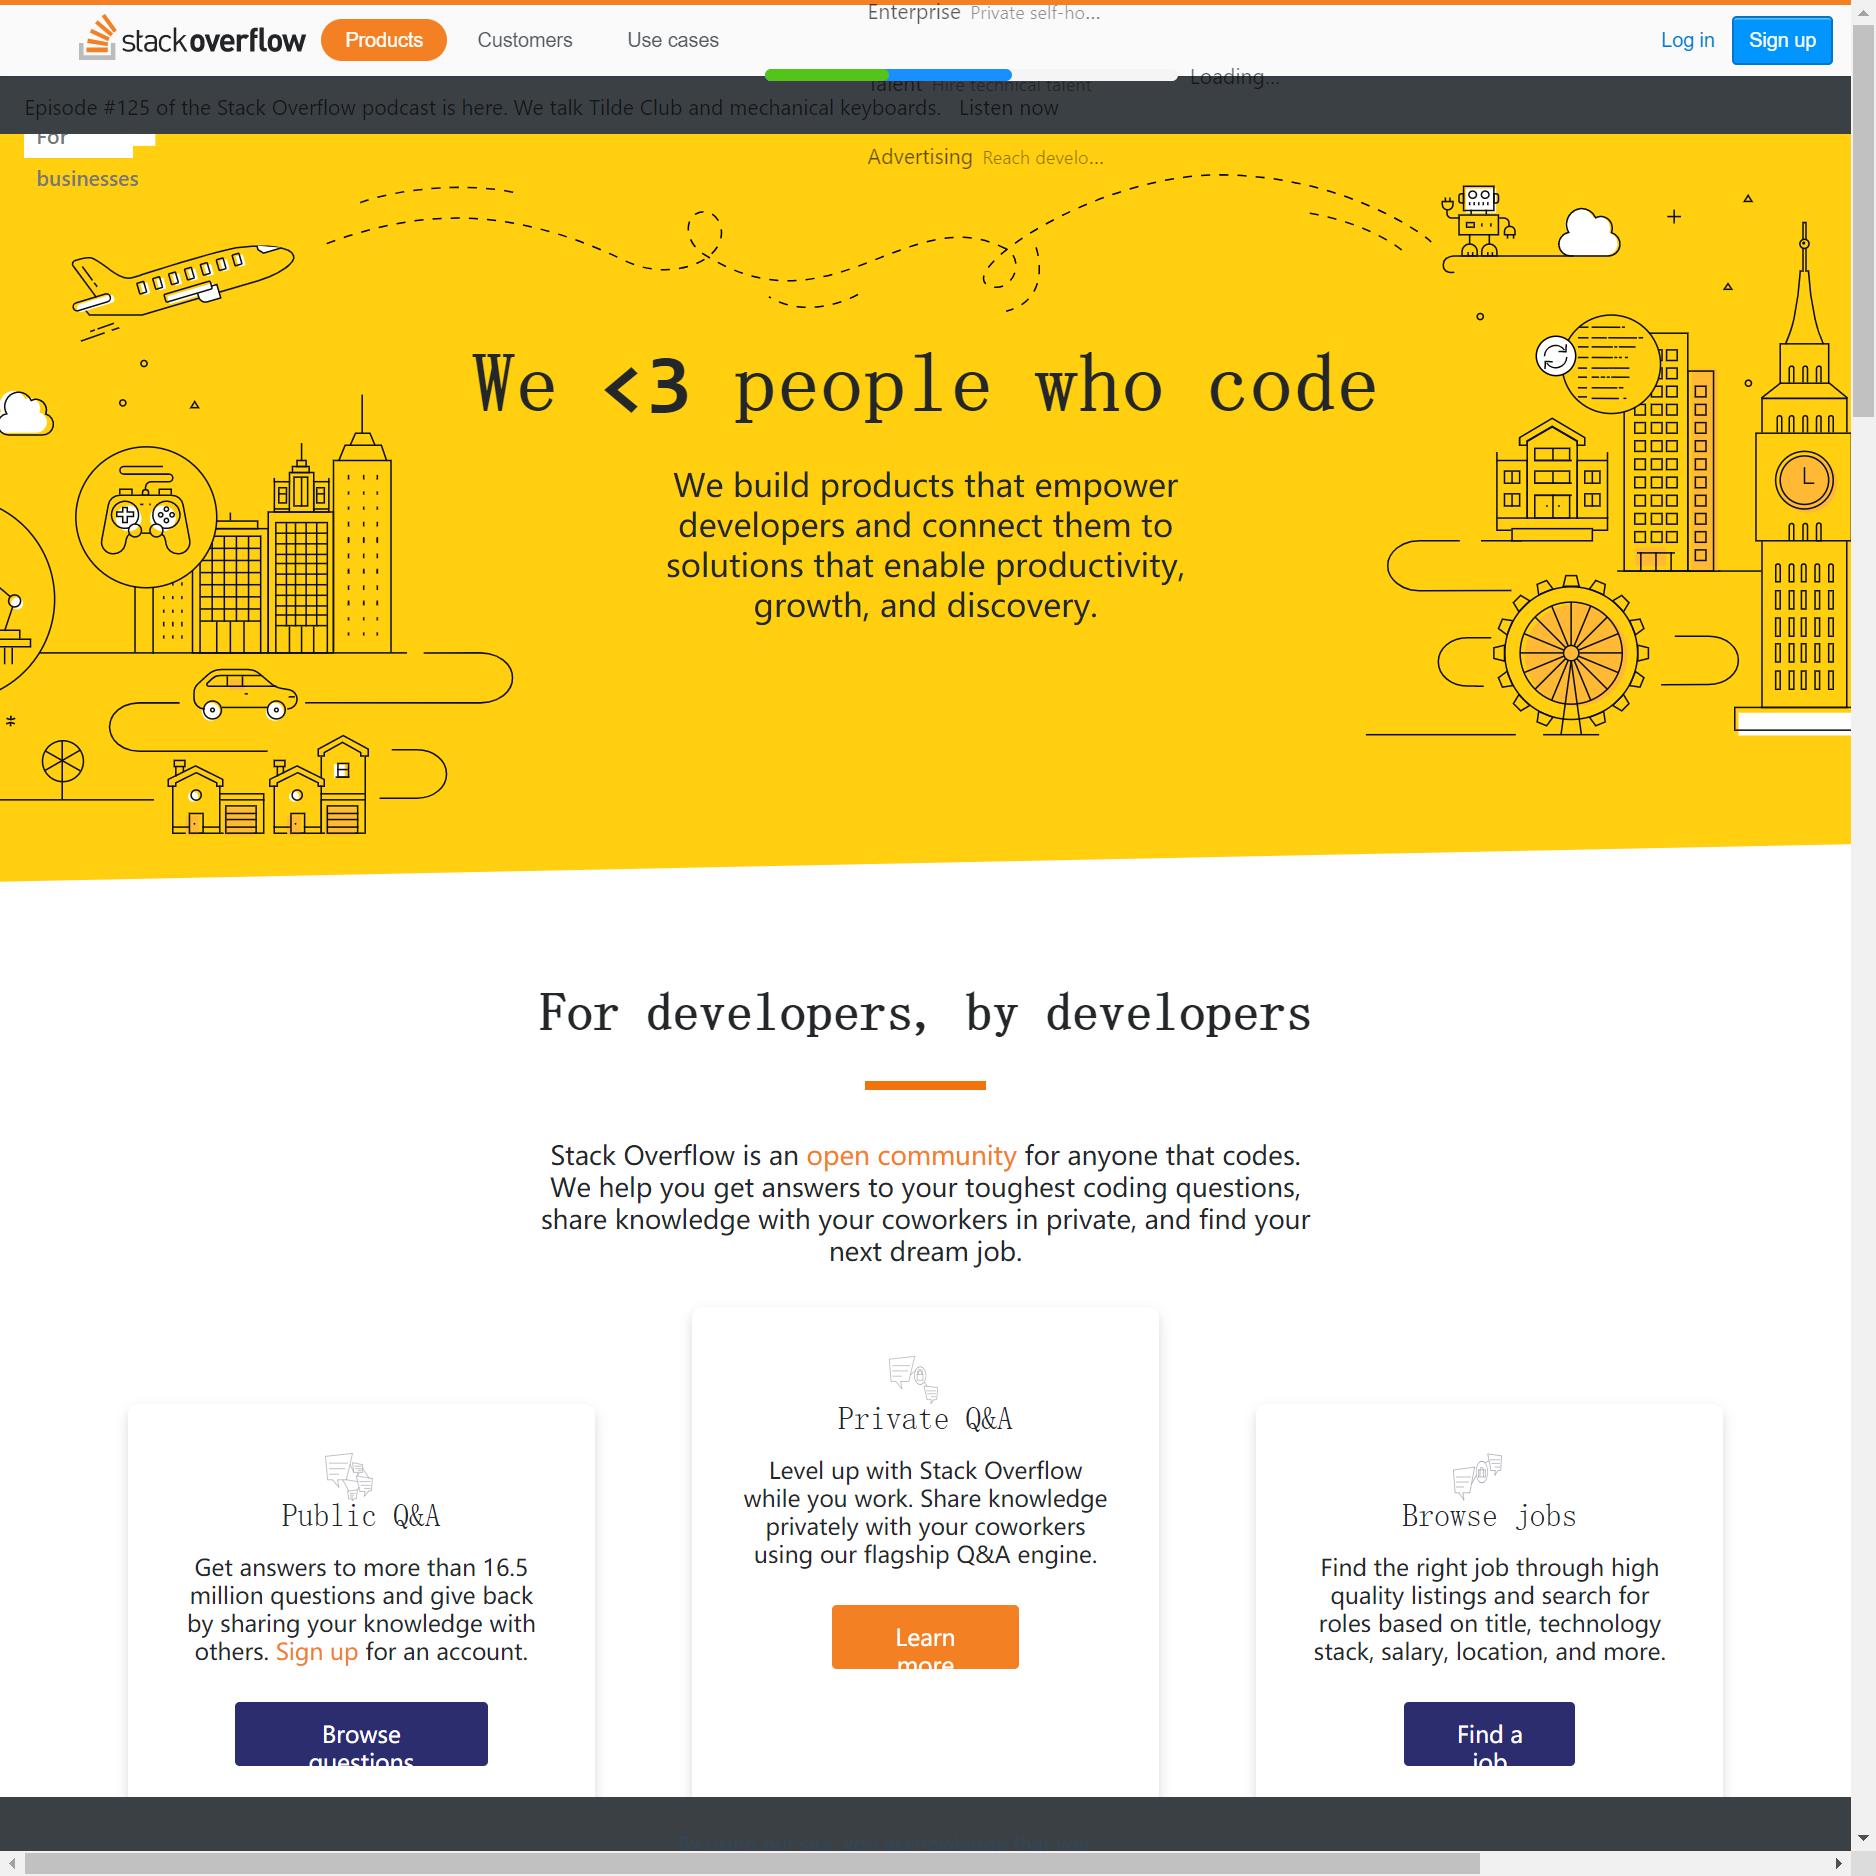 Enterprise Private self-ho...
stackoverflow Products Customers Use cases Log in Sign up
Loading...
Talent Hire technical talent
Episode #125 of the Stack Overflow podcast is here. We talk Tilde Club and mechanical keyboards. Listen now
For
businesses
Advertising Reach develo...
We <3 people who code
We build products that empower
developers and connect them to
solutions that enable productivity,
growth, and discovery.
For developers, by developers
Stack Overflow is an open community for anyone that codes.
We help you get answers to your toughest coding questions,
share knowledge with your coworkers in private, and find your
next dream job.
Public Q&A
Get answers to more than 16.5
million questions and give back
by sharing your knowledge with
others. Sign up for an account.
Browse
questions
Private Q&A
Level up with Stack Overflow
while you work. Share knowledge
privately with your coworkers
using our flagship Q&A engine.
Learn
more
Browse jobs
Find the right job through high
quality listings and search for
roles based on title, technology
stack, salary, location, and more.
Find a
job